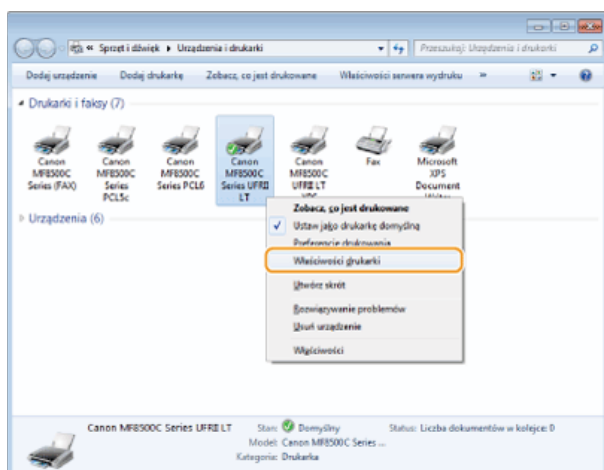 « Sprzęt i dźwięk ▸ Urządzenia i drukarki
Przeszukaj: Urządzenia i drukarki
Dodaj urządzenie Dodaj drukarkę Zobacz, co jest drukowane Właściwości serwera wydruku »
Drukarki i faksy (7)
Canon MF8500C Series (FAX)
Canon MF8500C Series PCL5c
Canon MF8500C Series PCL6
Canon MF8500C Series UFRII LT
Canon MF8500C UFRII LT
Fax
Microsoft XPS Document
Urządzenia (6)
Zobacz, co jest drukowane
Ustaw jako drukarkę domyślną
Preferencje drukowania
Właściwości drukarki
Utwórz skrót
Rozwiązywanie problemów
Usuń urządzenie
Właściwości
Canon MF8500C Series UFRII LT Stan: Domyślny Status: Liczba dokumentów w kolejce: 0
Model: Canon MF8500C Series ...
Kategoria: Drukarka